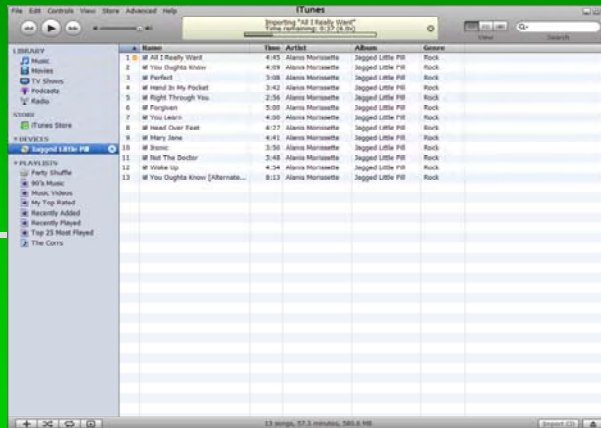 File Edit Controls View Store Advanced Help
iTunes
Importing "All I Really Want"
Time remaining: 0:37 (6.0x)
View
Search
LIBRARY
Music
Movies
TV Shows
Podcasts
Radio
STORE
iTunes Store
DEVICES
Jagged Little Pill
PLAYLISTS
Party Shuffle
90's Music
Music Videos
My Top Rated
Recently Added
Recently Played
Top 25 Most Played
The Corrs
Name Time Artist Album Genre
1 All I Really Want 4:45 Alanis Morissette Jagged Little Pill Rock
2 You Oughta Know 4:09 Alanis Morissette Jagged Little Pill Rock
3 Perfect 3:08 Alanis Morissette Jagged Little Pill Rock
4 Hand In My Pocket 3:42 Alanis Morissette Jagged Little Pill Rock
5 Right Through You 2:56 Alanis Morissette Jagged Little Pill Rock
6 Forgiven 5:00 Alanis Morissette Jagged Little Pill Rock
7 You Learn 4:00 Alanis Morissette Jagged Little Pill Rock
8 Head Over Feet 4:27 Alanis Morissette Jagged Little Pill Rock
9 Mary Jane 4:41 Alanis Morissette Jagged Little Pill Rock
10 Ironic 3:50 Alanis Morissette Jagged Little Pill Rock
11 Not The Doctor 3:48 Alanis Morissette Jagged Little Pill Rock
12 Wake Up 4:54 Alanis Morissette Jagged Little Pill Rock
13 You Oughta Know [Alternate... 8:13 Alanis Morissette Jagged Little Pill Rock
13 songs, 57.5 minutes, 580.6 MB
Import CD